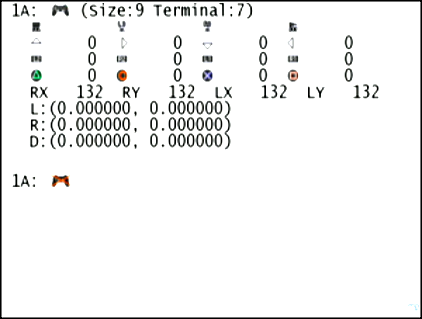 1A: (Size:9 Terminal:7)
0 0 0 0
0 0 0 0
0 0 0 0
RX 132 RY 132 LX 132 LY 132
L:(0.000000, 0.000000)
R:(0.000000, 0.000000)
D:(0.000000, 0.000000)
1A: